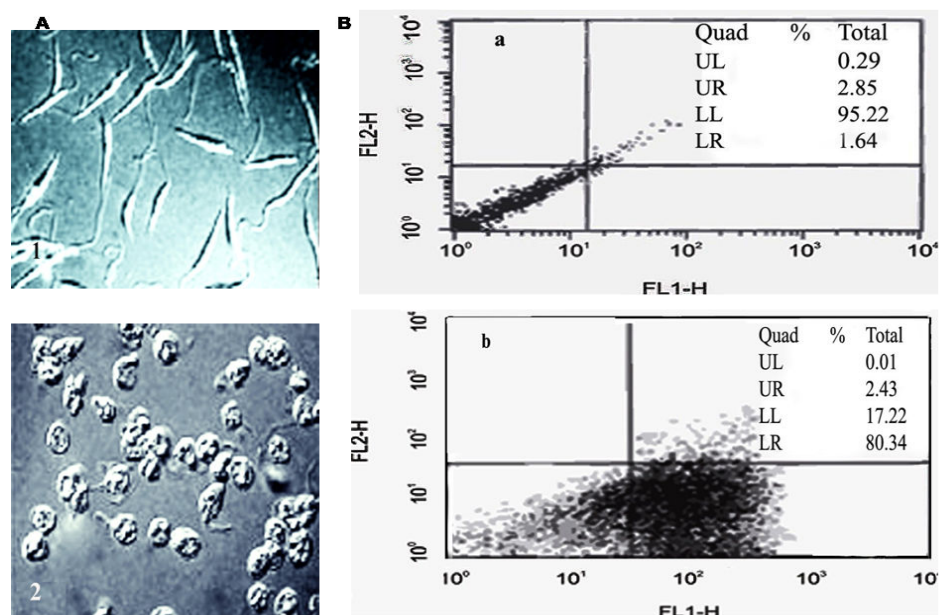 A
B
1
2
a
Quad % Total
UL 0.29
UR 2.85
LL 95.22
LR 1.64
FL2-H
10⁴
10³
10²
10¹
10⁰
10⁰ 10¹ 10² 10³ 10⁴
FL1-H
b
Quad % Total
UL 0.01
UR 2.43
LL 17.22
LR 80.34
FL2-H
10⁴
10³
10²
10¹
10⁰
10⁰ 10¹ 10² 10³ 10⁴
FL1-H